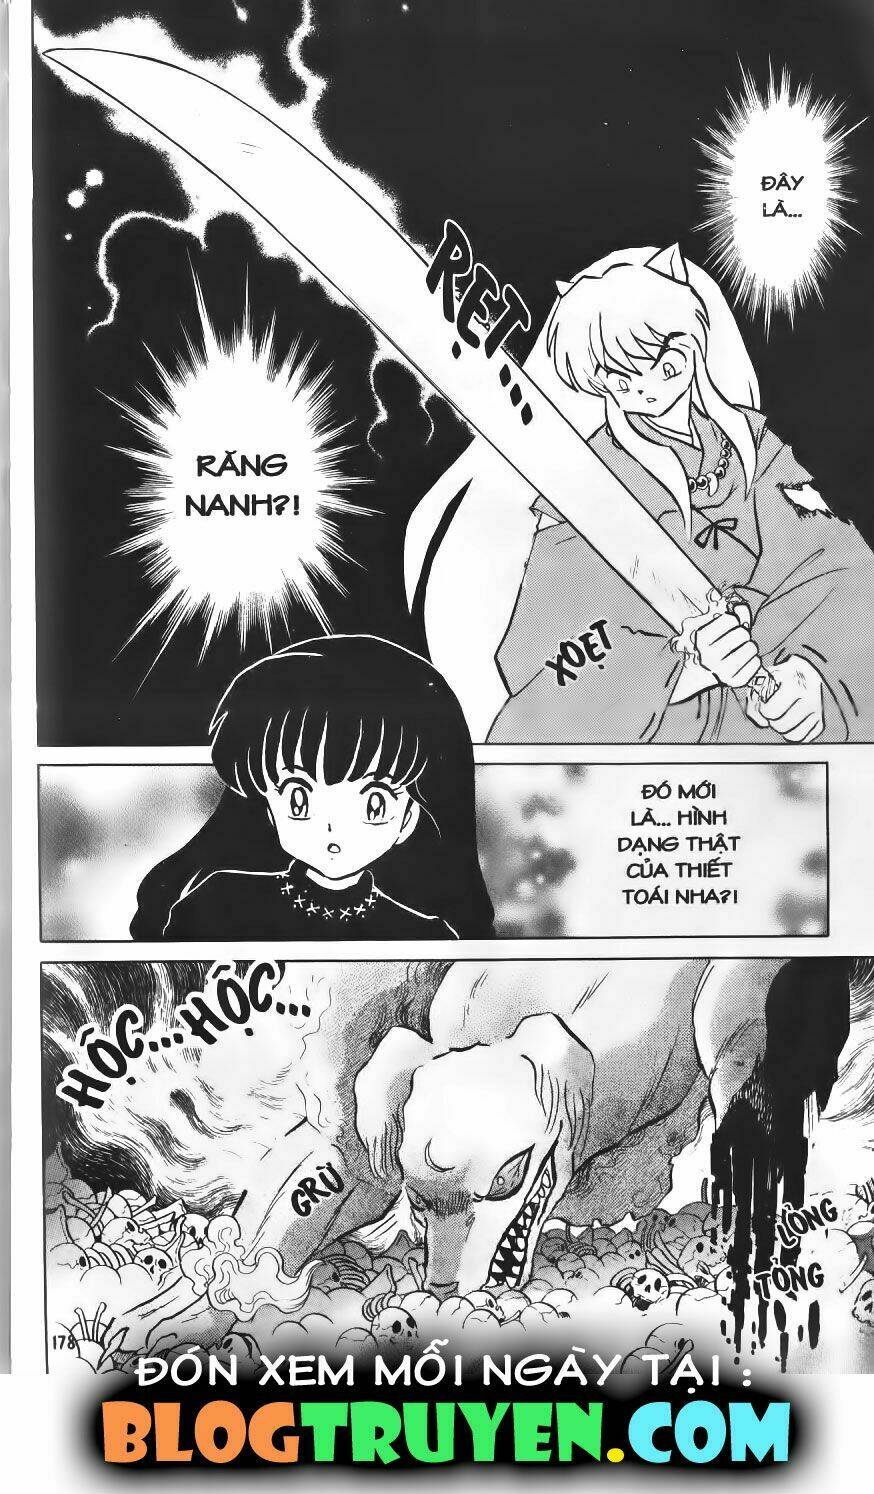 ĐÂY
LÀ...
RẸT...
RĂNG
NANH?!
XOẸT
ĐÓ MỚI
LÀ... HÌNH
DẠNG THẬT
CỦA THIẾT
TOÁI NHA?!
HỘC... HỘC...
GRỪ
LÒNG
TỎNG
178
ĐÓN XEM MỖI NGÀY TẠI :
BLOGTRUYEN.COM